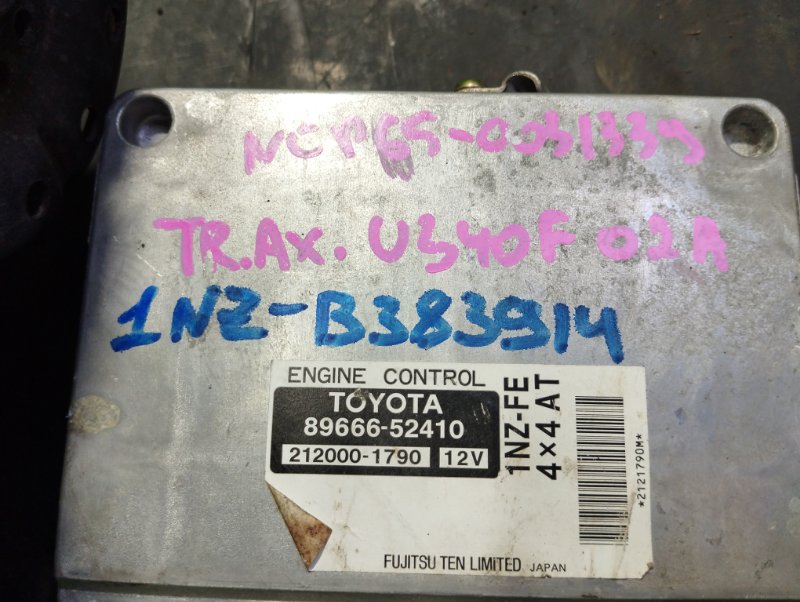 NCP65-0031339
TR.Ax. U340F 02A
1NZ-B383914
ENGINE CONTROL
TOYOTA
89666-52410
212000-1790 12V
1NZ-FE
4×4 AT
*2121790M*
FUJITSU TEN LIMITED JAPAN